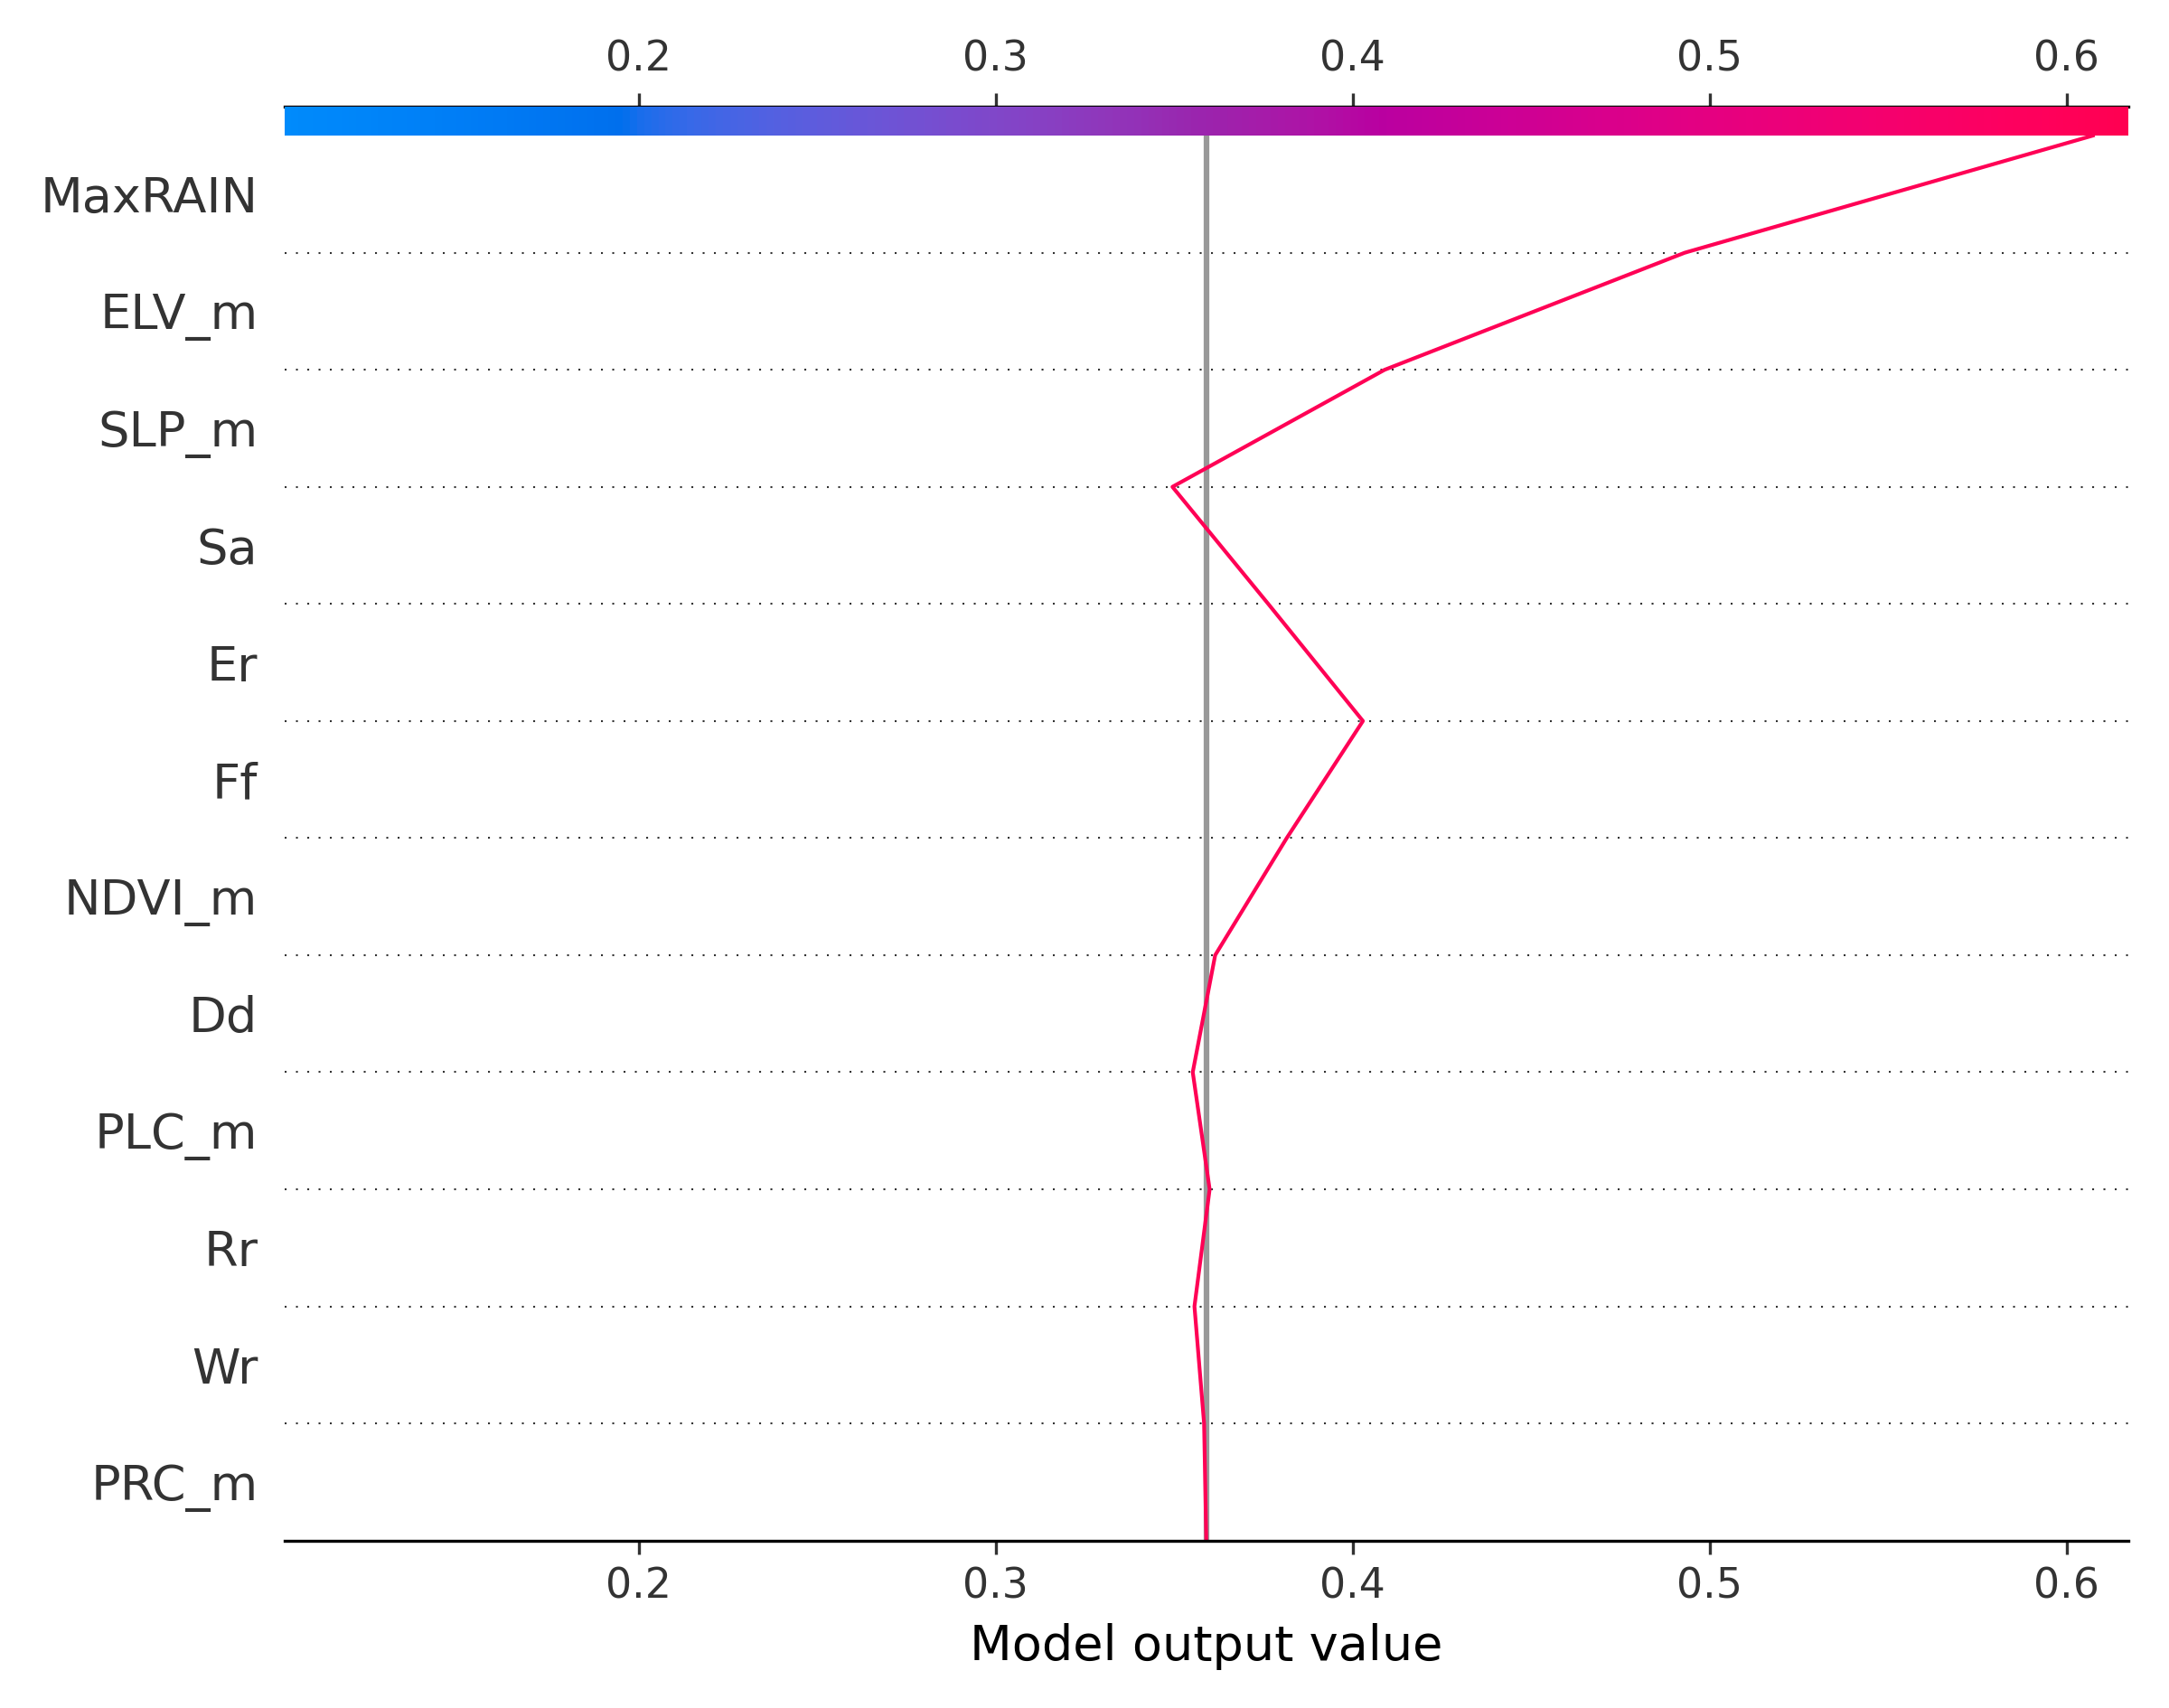 0.2 0.3 0.4 0.5 0.6
MaxRAIN
ELV_m
SLP_m
Sa
Er
Ff
NDVI_m
Dd
PLC_m
Rr
Wr
PRC_m
0.2 0.3 0.4 0.5 0.6
Model output value